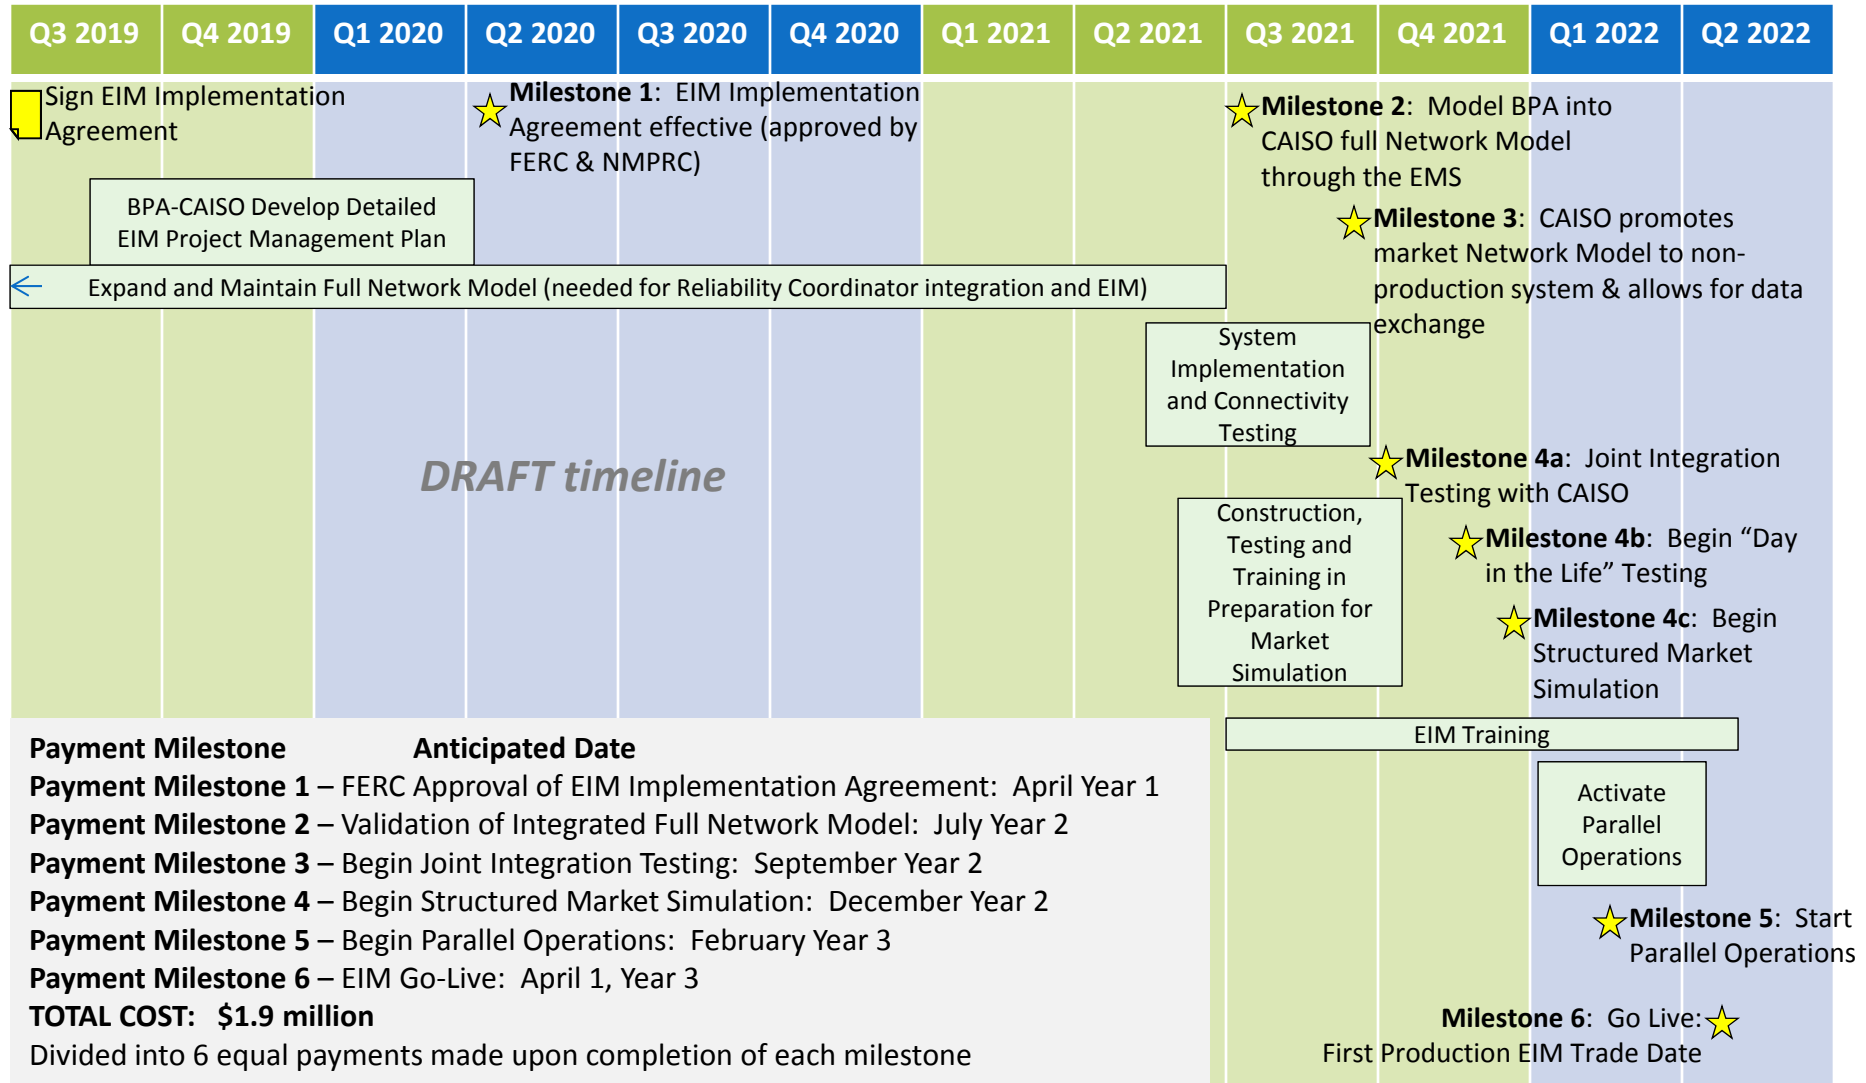 Q3 2019 Q4 2019 Q1 2020 Q2 2020 Q3 2020 Q4 2020 Q1 2021 Q2 2021 Q3 2021 Q4 2021 Q1 2022 Q2 2022
Sign EIM Implementation
Agreement
Milestone 1: EIM Implementation
Agreement effective (approved by
FERC & NMPRC)
Milestone 2: Model BPA into
CAISO full Network Model
through the EMS
BPA-CAISO Develop Detailed
EIM Project Management Plan
Milestone 3: CAISO promotes
market Network Model to non-
production system & allows for data
exchange
Expand and Maintain Full Network Model (needed for Reliability Coordinator integration and EIM)
System
Implementation
and Connectivity
Testing
DRAFT timeline
Milestone 4a: Joint Integration
Testing with CAISO
Construction,
Testing and
Training in
Preparation for
Market
Simulation
Milestone 4b: Begin “Day
in the Life” Testing
Milestone 4c: Begin
Structured Market
Simulation
EIM Training
Activate
Parallel
Operations
Milestone 5: Start
Parallel Operations
Milestone 6: Go Live:
First Production EIM Trade Date
Payment Milestone Anticipated Date
Payment Milestone 1 – FERC Approval of EIM Implementation Agreement: April Year 1
Payment Milestone 2 – Validation of Integrated Full Network Model: July Year 2
Payment Milestone 3 – Begin Joint Integration Testing: September Year 2
Payment Milestone 4 – Begin Structured Market Simulation: December Year 2
Payment Milestone 5 – Begin Parallel Operations: February Year 3
Payment Milestone 6 – EIM Go-Live: April 1, Year 3
TOTAL COST: $1.9 million
Divided into 6 equal payments made upon completion of each milestone